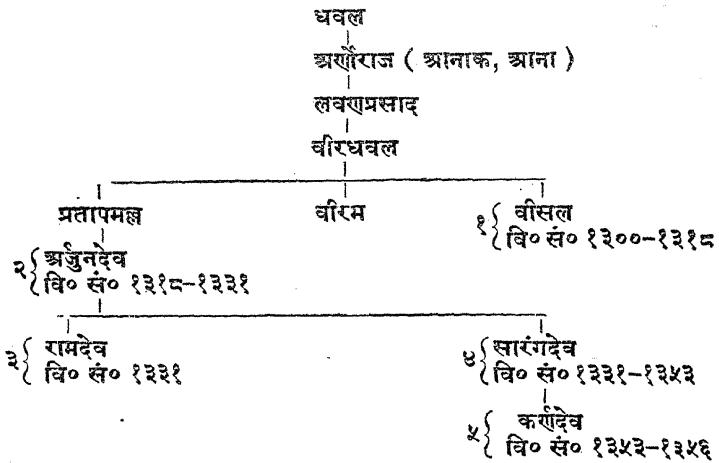 धवल
अर्णोराज ( आनाक, आना )
लवणप्रसाद
वीरधवल
प्रतापमल्ल वीरम १ { वीसल
वि० सं० १३००-१३१८
२ { अर्जुनदेव
वि० सं० १३१८-१३३१
३ { रामदेव
वि० सं० १३३१
४ { सारंगदेव
वि० सं० १३३१-१३५३
५ { कर्णदेव
वि० सं० १३५३-१३५६